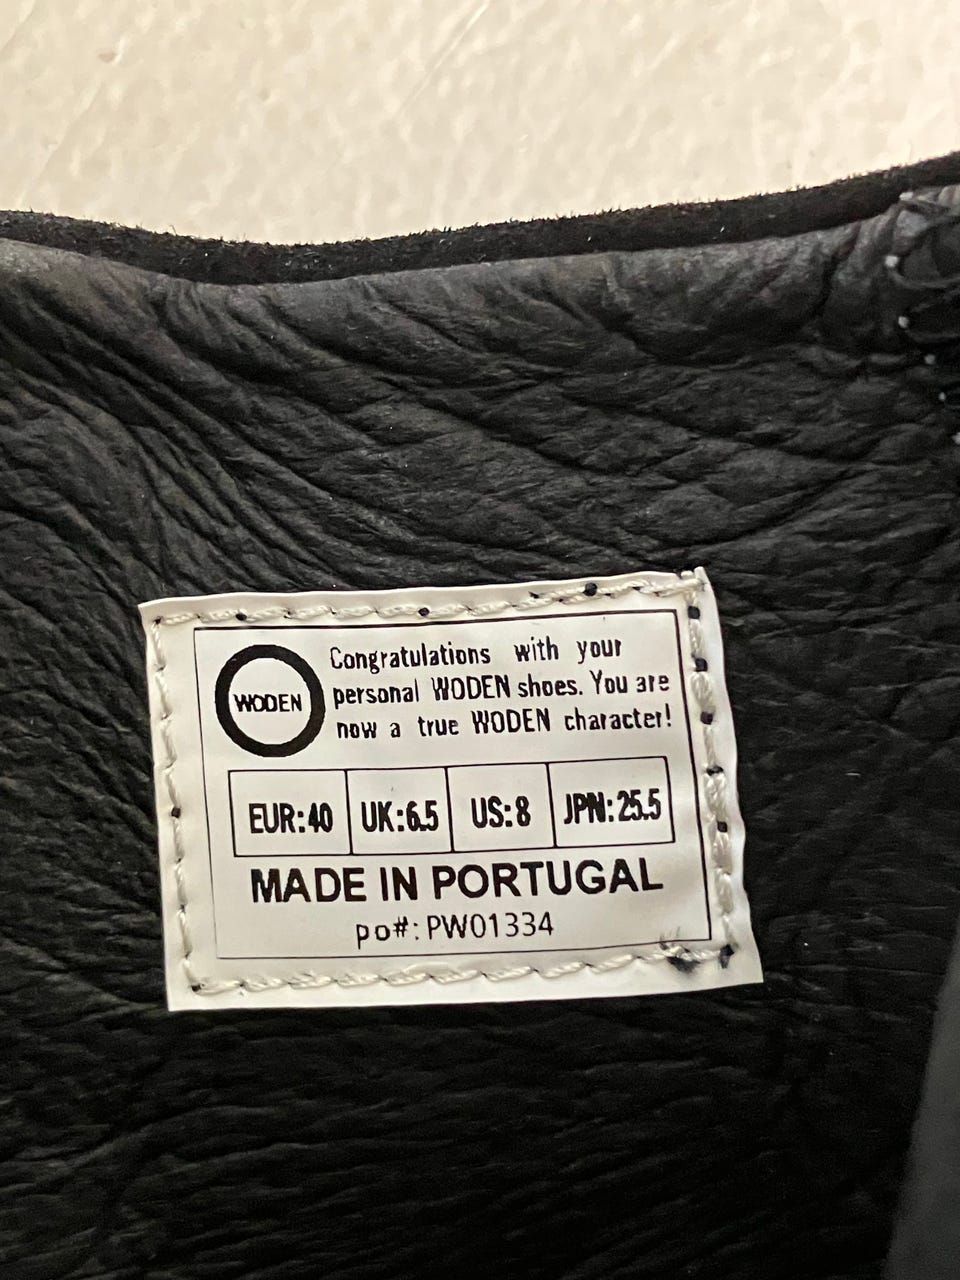 WODEN
Congratulations with your
personal WODEN shoes. You are
now a true WODEN character!
EUR:40 UK:6.5 US:8 JPN:25.5
MADE IN PORTUGAL
po#: PW01334